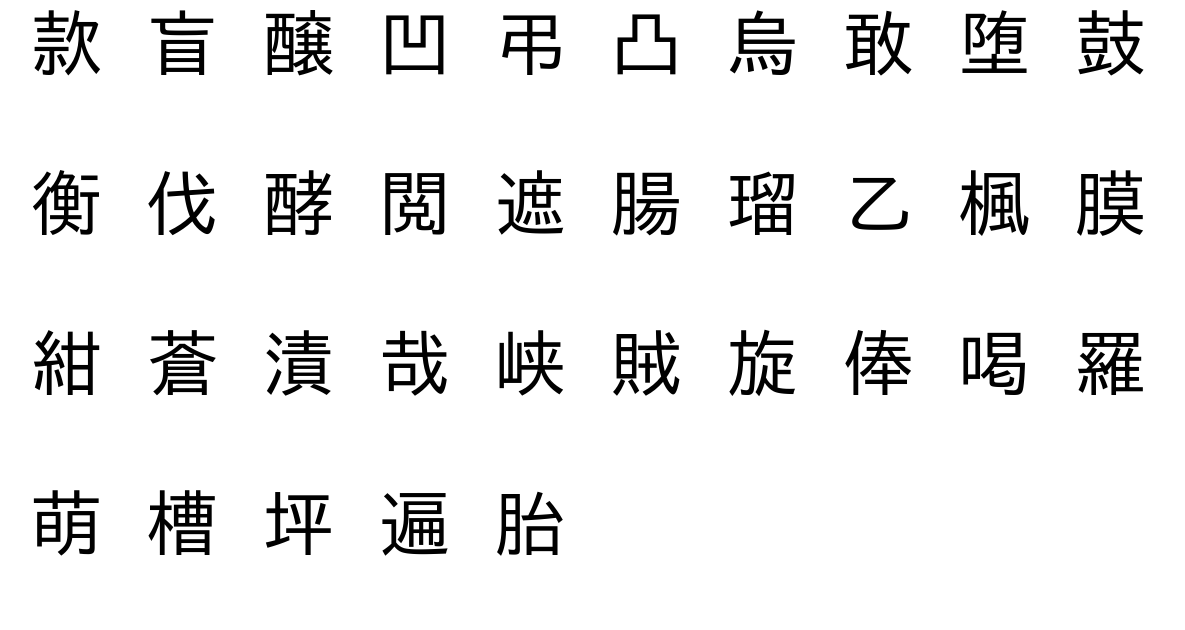 款 盲 醸 凹 弔 凸 烏 敢 堕 鼓
衡 伐 酵 閲 遮 腸 瑠 乙 楓 膜
紺 蒼 漬 哉 峡 賊 旋 俸 喝 羅
萌 槽 坪 遍 胎